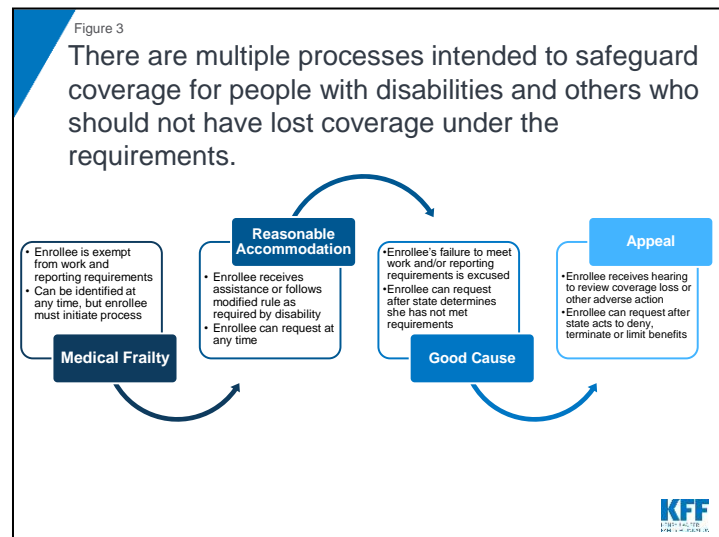 Figure 3
There are multiple processes intended to safeguard
coverage for people with disabilities and others who
should not have lost coverage under the
requirements.
• Enrollee is exempt
from work and
reporting requirements
• Can be identified at
any time, but enrollee
must initiate process
Medical Frailty
Reasonable
Accommodation
• Enrollee receives
assistance or follows
modified rule as
required by disability
• Enrollee can request at
any time
•Enrollee's failure to meet
work and/or reporting
requirements is excused
•Enrollee can request
after state determines
she has not met
requirements
Good Cause
Appeal
•Enrollee receives hearing
to review coverage loss or
other adverse action
•Enrollee can request after
state acts to deny,
terminate or limit benefits
KFF
HENRY J KAISER
FAMILY FOUNDATION